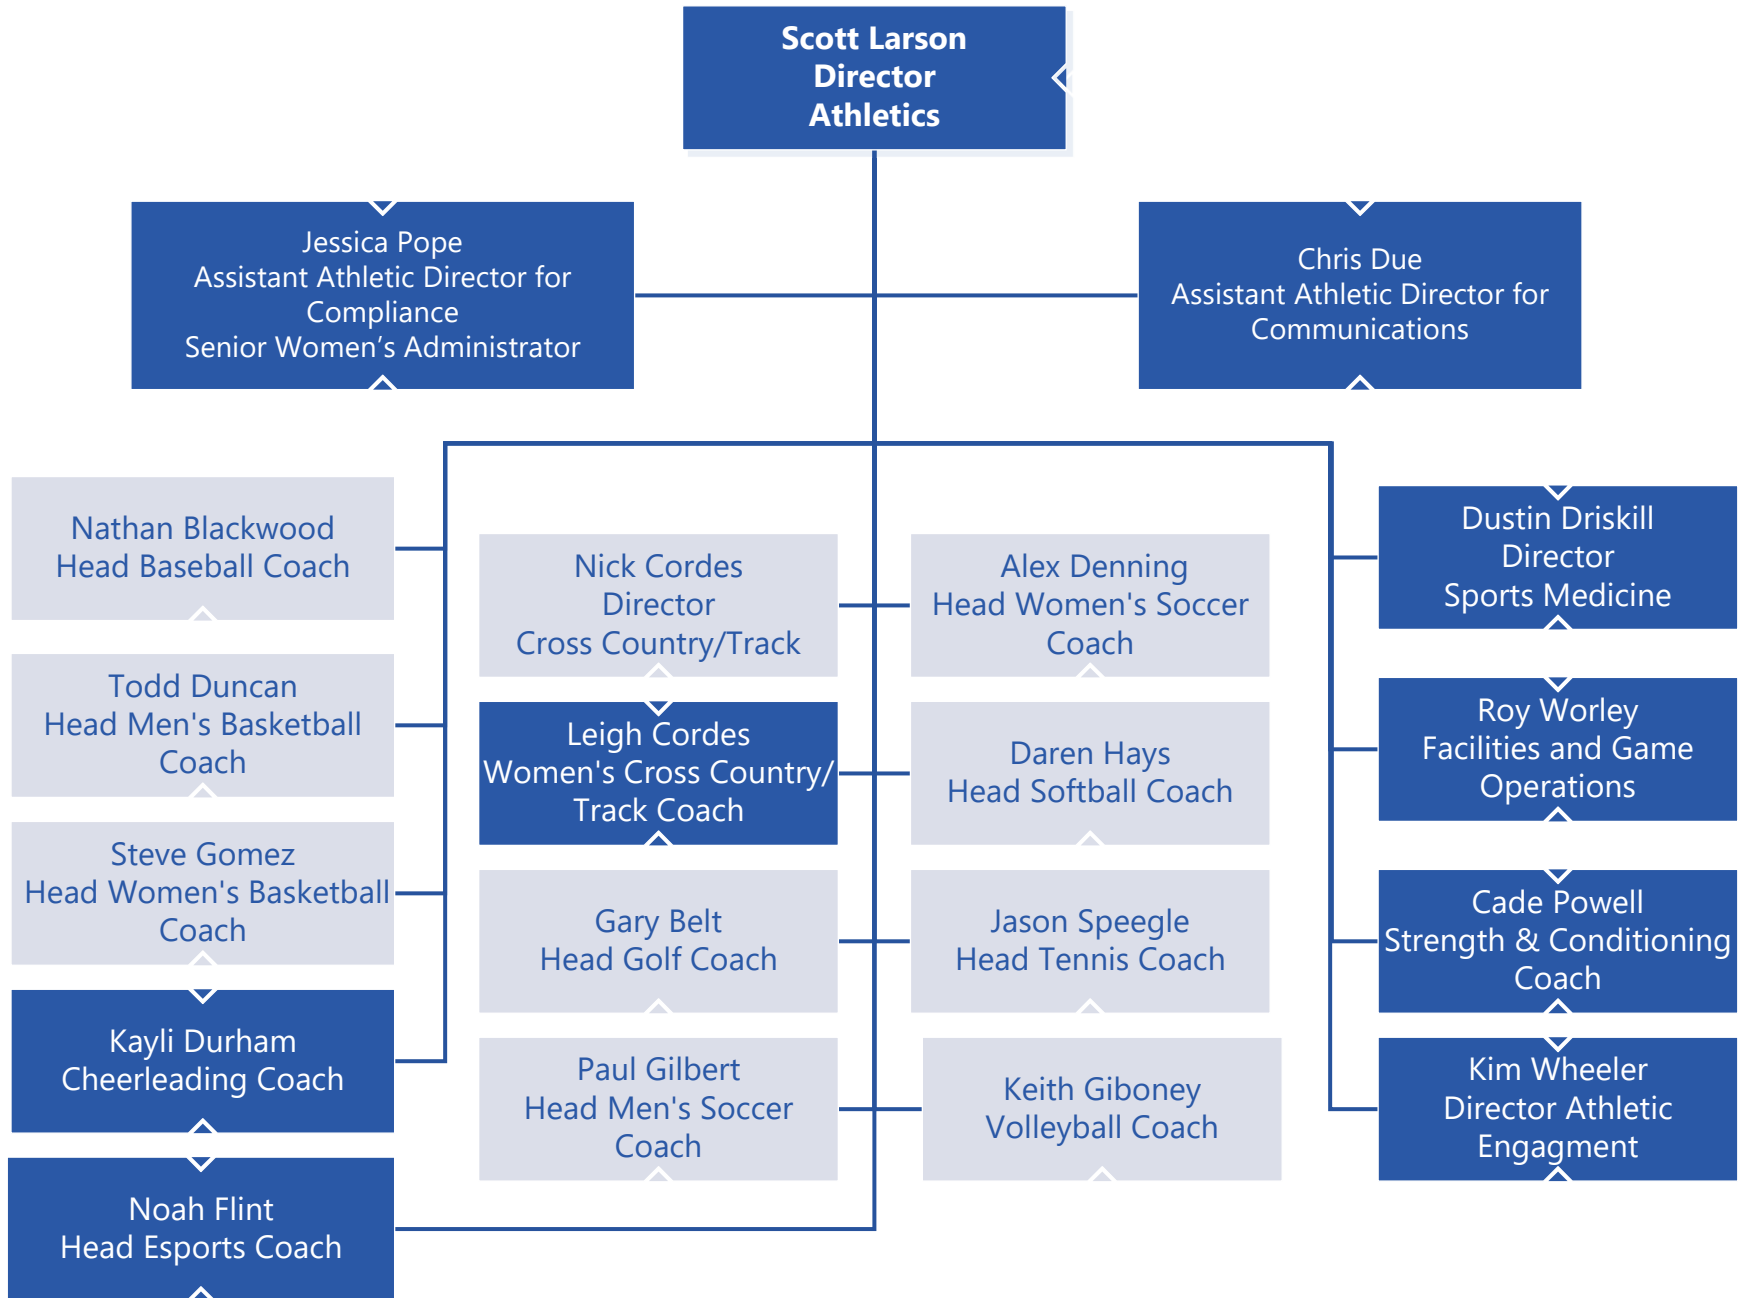 Scott Larson
Director
Athletics
Jessica Pope
Assistant Athletic Director for
Compliance
Senior Women’s Administrator
Chris Due
Assistant Athletic Director for
Communications
Nathan Blackwood
Head Baseball Coach
Todd Duncan
Head Men's Basketball
Coach
Steve Gomez
Head Women's Basketball
Coach
Kayli Durham
Cheerleading Coach
Noah Flint
Head Esports Coach
Nick Cordes
Director
Cross Country/Track
Leigh Cordes
Women's Cross Country/
Track Coach
Gary Belt
Head Golf Coach
Paul Gilbert
Head Men's Soccer
Coach
Alex Denning
Head Women's Soccer
Coach
Daren Hays
Head Softball Coach
Jason Speegle
Head Tennis Coach
Keith Giboney
Volleyball Coach
Dustin Driskill
Director
Sports Medicine
Roy Worley
Facilities and Game
Operations
Cade Powell
Strength & Conditioning
Coach
Kim Wheeler
Director Athletic
Engagment